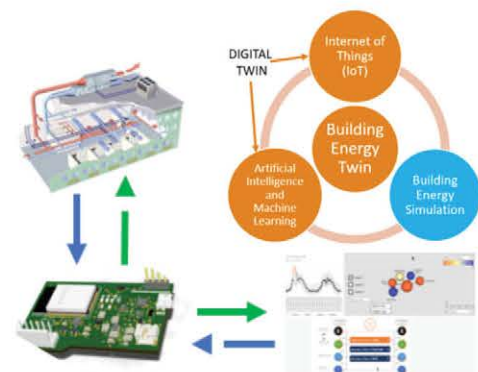 DIGITAL
TWIN
Internet of
Things
(IoT)
Building
Energy
Twin
Artificial
Intelligence
and
Machine
Learning
Building
Energy
Simulation